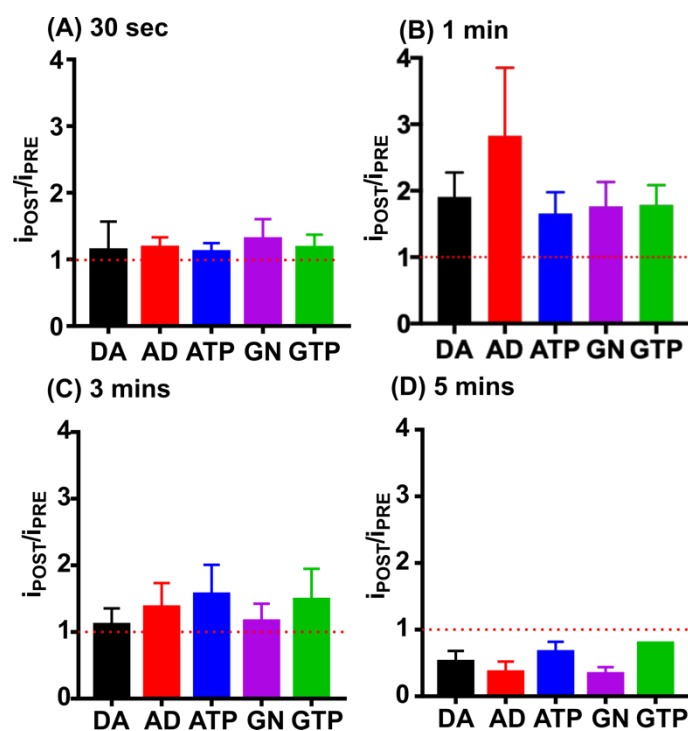 (A) 30 sec
iPOST/iPRE
4
3
2
1
0
DA AD ATP GN GTP
(B) 1 min
iPOST/iPRE
4
3
2
1
0
DA AD ATP GN GTP
(C) 3 mins
iPOST/iPRE
4
3
2
1
0
DA AD ATP GN GTP
(D) 5 mins
iPOST/iPRE
4
3
2
1
0
DA AD ATP GN GTP